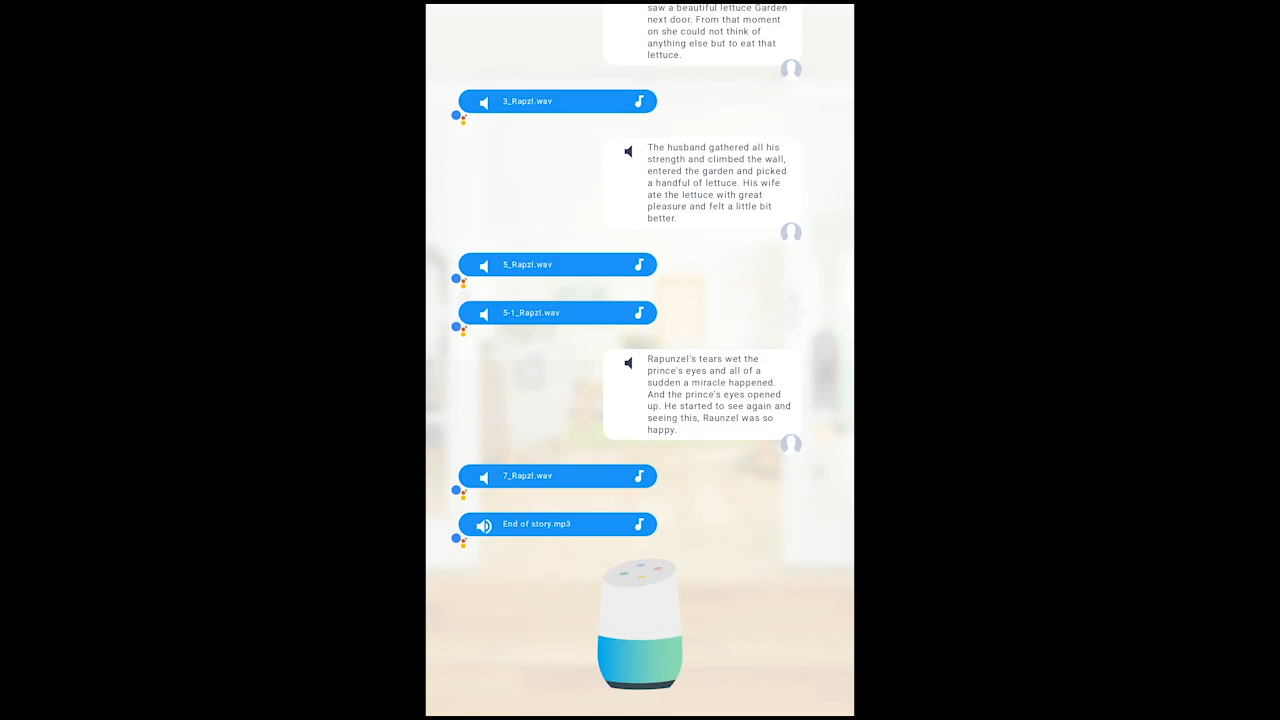 saw a beautiful lettuce Garden
next door. From that moment
on she could not think of
anything else but to eat that
lettuce.
3_Rapzl.wav
The husband gathered all his
strength and climbed the wall,
entered the garden and picked
a handful of lettuce. His wife
ate the lettuce with great
pleasure and felt a little bit
better.
5_Rapzl.wav
5-1_Rapzl.wav
Rapunzel's tears wet the
prince's eyes and all of a
sudden a miracle happened.
And the prince's eyes opened
up. He started to see again and
seeing this, Raunzel was so
happy.
7_Rapzl.wav
End of story.mp3